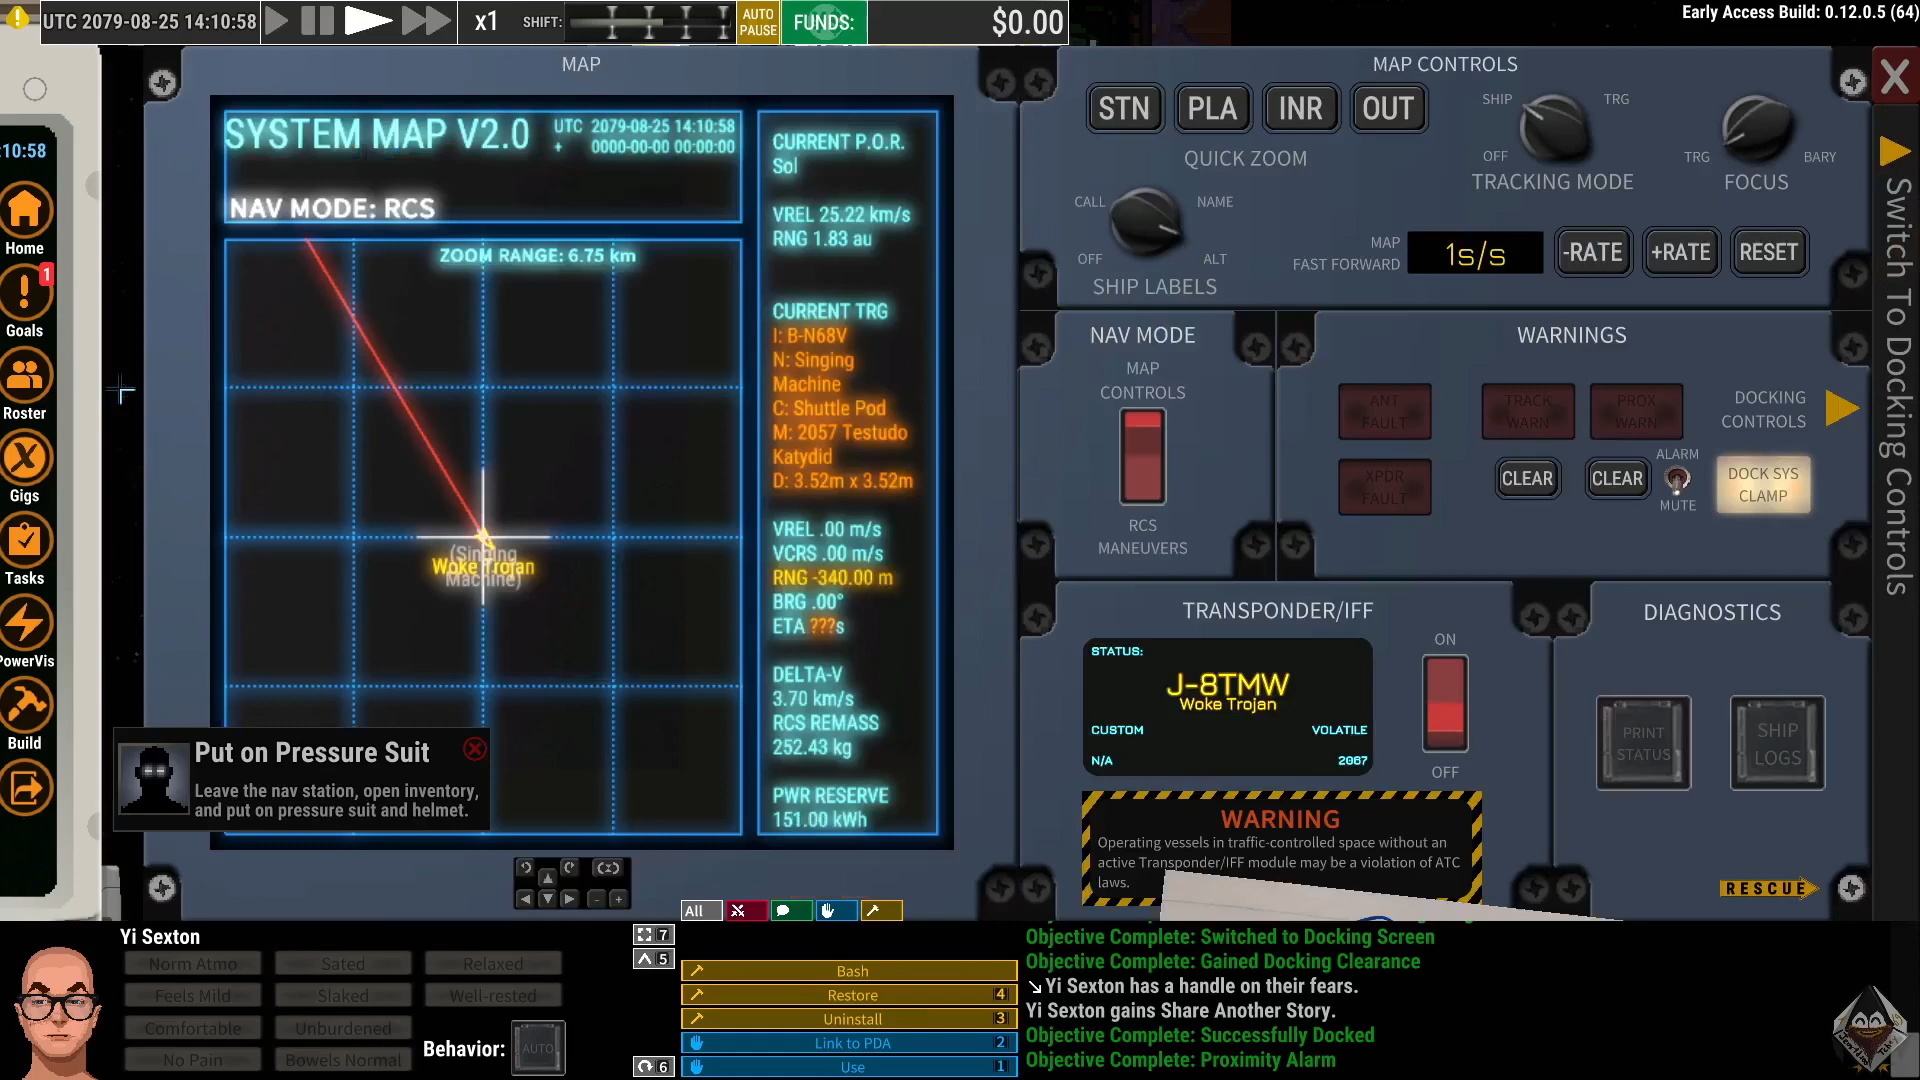 UTC 2079-08-25 14:10:58
x1
SHIFT:
AUTO PAUSE
FUNDS:
$0.00
Early Access Build: 0.12.0.5 (64)
MAP
SYSTEM MAP V2.0
UTC 2079-08-25 14:10:58
+ 0000-00-00 00:00:00
NAV MODE: RCS
ZOOM RANGE: 6.75 km
(Singing Machine)
Woke Trojan
CURRENT P.O.R.
Sol
VREL 25.22 km/s
RNG 1.83 au
CURRENT TRG
I: B-N68V
N: Singing
Machine
C: Shuttle Pod
M: 2057 Testudo
Katydid
D: 3.52m x 3.52m
VREL .00 m/s
VCRS .00 m/s
RNG -340.00 m
BRG .00°
ETA ???s
DELTA-V
3.70 km/s
RCS REMASS
252.43 kg
PWR RESERVE
151.00 kWh
:10:58
Home
1
Goals
Roster
Gigs
Tasks
PowerVis
Build
Put on Pressure Suit
Leave the nav station, open inventory,
and put on pressure suit and helmet.
MAP CONTROLS
STN
PLA
INR
OUT
QUICK ZOOM
SHIP
TRG
OFF
TRACKING MODE
TRG
BARY
FOCUS
CALL
NAME
OFF
ALT
SHIP LABELS
MAP
FAST FORWARD
1s/s
-RATE
+RATE
RESET
X
Switch To Docking Controls
NAV MODE
MAP
CONTROLS
RCS
MANEUVERS
WARNINGS
ANT
FAULT
TRACK
WARN
PROX
WARN
DOCKING
CONTROLS
XPDR
FAULT
CLEAR
CLEAR
ALARM
MUTE
DOCK SYS
CLAMP
TRANSPONDER/IFF
STATUS:
J-8TMW
Woke Trojan
CUSTOM
VOLATILE
N/A
2067
ON
OFF
WARNING
Operating vessels in traffic-controlled space without an
active Transponder/IFF module may be a violation of ATC
laws.
DIAGNOSTICS
PRINT
STATUS
SHIP
LOGS
RESCUE
Yi Sexton
Norm Atmo
Sated
Relaxed
Feels Mild
Slaked
Well-rested
Comfortable
Unburdened
No Pain
Bowels Normal
Behavior:
AUTO
All
7
5
6
Bash
Restore 4
Uninstall 3
Link to PDA 2
Use 1
Objective Complete: Switched to Docking Screen
Objective Complete: Gained Docking Clearance
Yi Sexton has a handle on their fears.
Yi Sexton gains Share Another Story.
Objective Complete: Successfully Docked
Objective Complete: Proximity Alarm